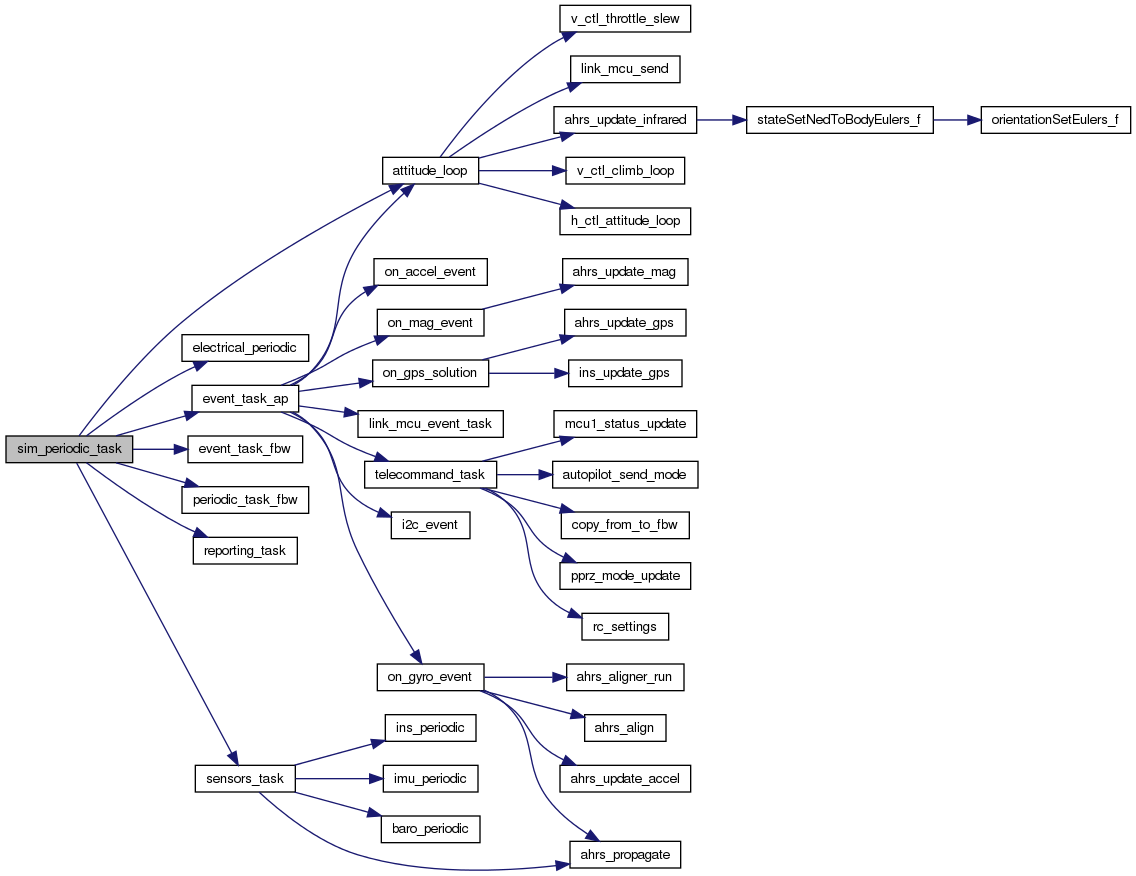 v_ctl_throttle_slew
link_mcu_send
ahrs_update_infrared
stateSetNedToBodyEulers_f
orientationSetEulers_f
attitude_loop
v_ctl_climb_loop
h_ctl_attitude_loop
on_accel_event
ahrs_update_mag
on_mag_event
ahrs_update_gps
electrical_periodic
on_gps_solution
ins_update_gps
event_task_ap
link_mcu_event_task
mcu1_status_update
sim_periodic_task
event_task_fbw
telecommand_task
autopilot_send_mode
periodic_task_fbw
i2c_event
copy_from_to_fbw
reporting_task
pprz_mode_update
rc_settings
on_gyro_event
ahrs_aligner_run
ins_periodic
ahrs_align
sensors_task
imu_periodic
ahrs_update_accel
baro_periodic
ahrs_propagate